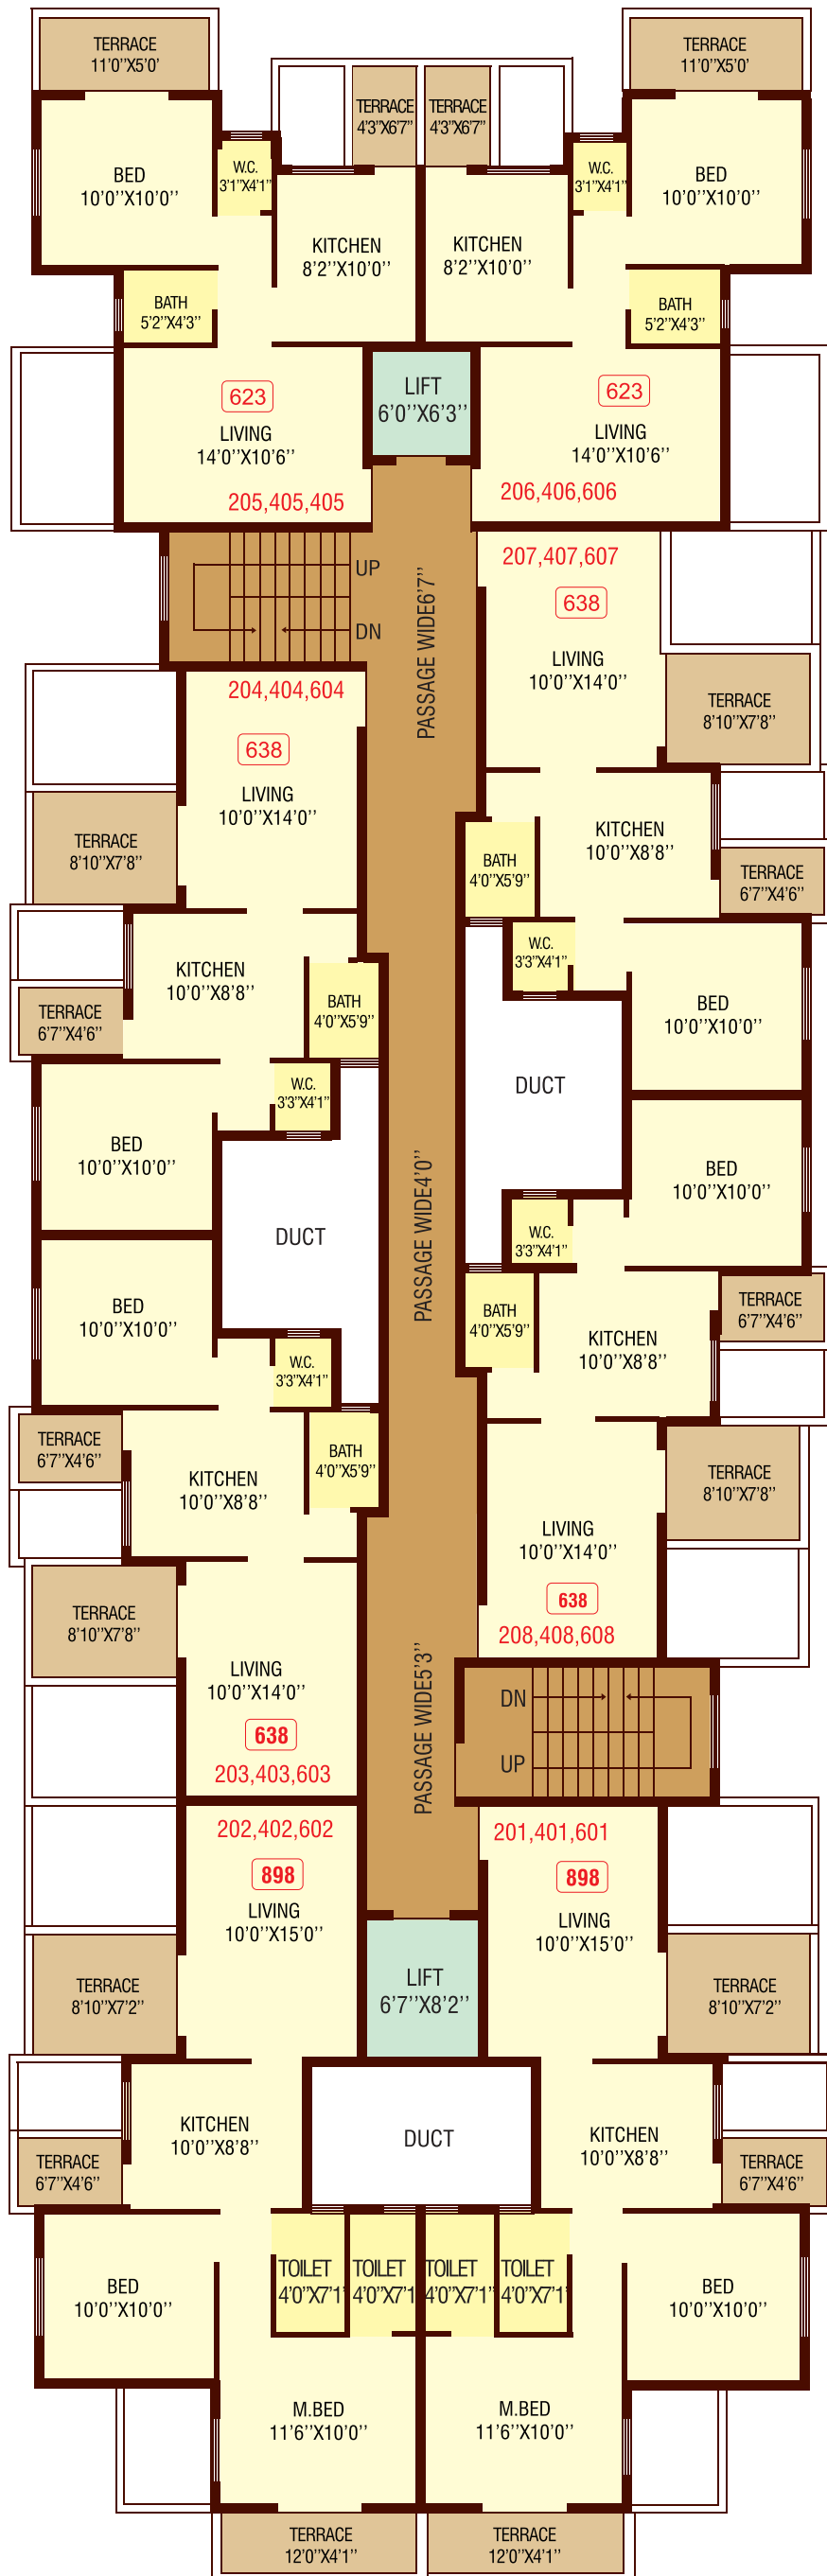 TERRACE
11'0''X5'0'
TERRACE
11'0''X5'0'
TERRACE
4'3"X6'7"
TERRACE
4'3"X6'7"
BED
10'0''X10'0''
W.C.
3'1"X4'1"
KITCHEN
8'2''X10'0''
KITCHEN
8'2''X10'0''
W.C.
3'1"X4'1"
BED
10'0''X10'0''
BATH
5'2''X4'3''
BATH
5'2''X4'3''
LIFT
6'0''X6'3''
623
LIVING
14'0''X10'6''
205,405,405
623
LIVING
14'0''X10'6''
206,406,606
UP
DN
PASSAGE WIDE6'7''
207,407,607
638
LIVING
10'0''X14'0''
TERRACE
8'10''X7'8''
204,404,604
638
LIVING
10'0''X14'0''
TERRACE
8'10''X7'8''
KITCHEN
10'0''X8'8''
BATH
4'0''X5'9''
TERRACE
6'7''X4'6''
W.C.
3'3"X4'1"
KITCHEN
10'0''X8'8''
BATH
4'0''X5'9''
TERRACE
6'7''X4'6''
BED
10'0''X10'0''
W.C.
3'3"X4'1"
DUCT
BED
10'0''X10'0''
BED
10'0''X10'0''
DUCT
PASSAGE WIDE4'0''
W.C.
3'3"X4'1"
BED
10'0''X10'0''
W.C.
3'3"X4'1"
BATH
4'0''X5'9''
KITCHEN
10'0''X8'8''
TERRACE
6'7''X4'6''
TERRACE
6'7''X4'6''
KITCHEN
10'0''X8'8''
BATH
4'0''X5'9''
TERRACE
8'10''X7'8''
LIVING
10'0''X14'0''
638
208,408,608
TERRACE
8'10''X7'8''
LIVING
10'0''X14'0''
638
203,403,603
PASSAGE WIDE5'3''
DN
UP
202,402,602
898
LIVING
10'0''X15'0''
201,401,601
898
LIVING
10'0''X15'0''
TERRACE
8'10''X7'2''
LIFT
6'7''X8'2''
TERRACE
8'10''X7'2''
KITCHEN
10'0''X8'8''
DUCT
KITCHEN
10'0''X8'8''
TERRACE
6'7''X4'6''
TERRACE
6'7''X4'6''
BED
10'0''X10'0''
TOILET
4'0''X7'1'
TOILET
4'0''X7'1
TOILET
4'0''X7'1'
TOILET
4'0''X7'1'
BED
10'0''X10'0''
M.BED
11'6''X10'0''
M.BED
11'6''X10'0''
TERRACE
12'0''X4'1''
TERRACE
12'0''X4'1''